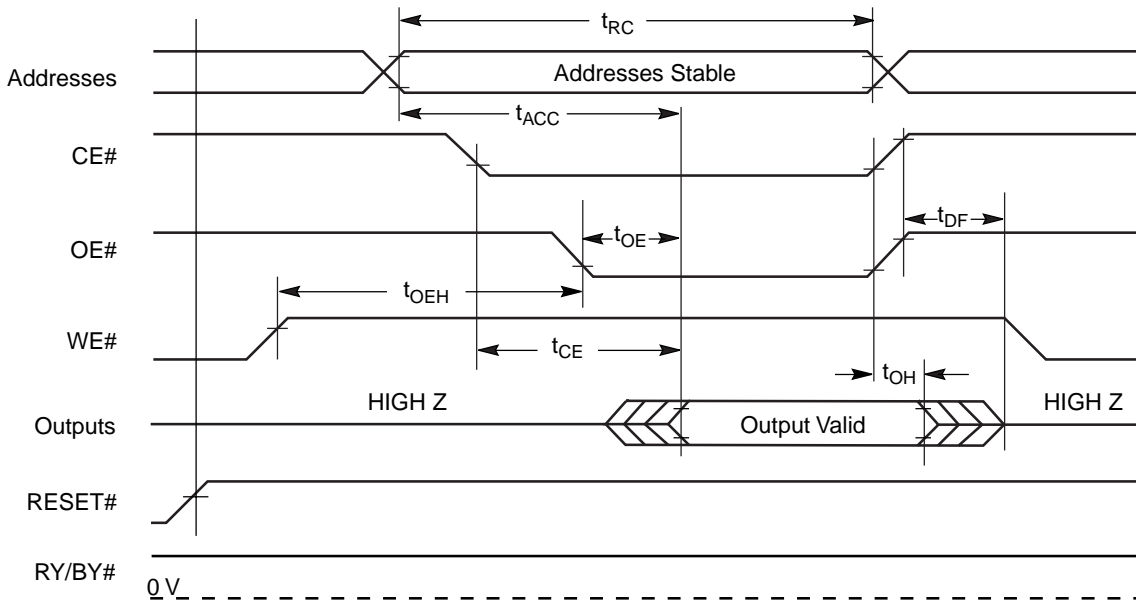 tRC
Addresses
Addresses Stable
tACC
CE#
tDF
OE#
tOE
tOEH
WE#
tCE
tOH
HIGH Z
HIGH Z
Outputs
Output Valid
RESET#
RY/BY#
0 V